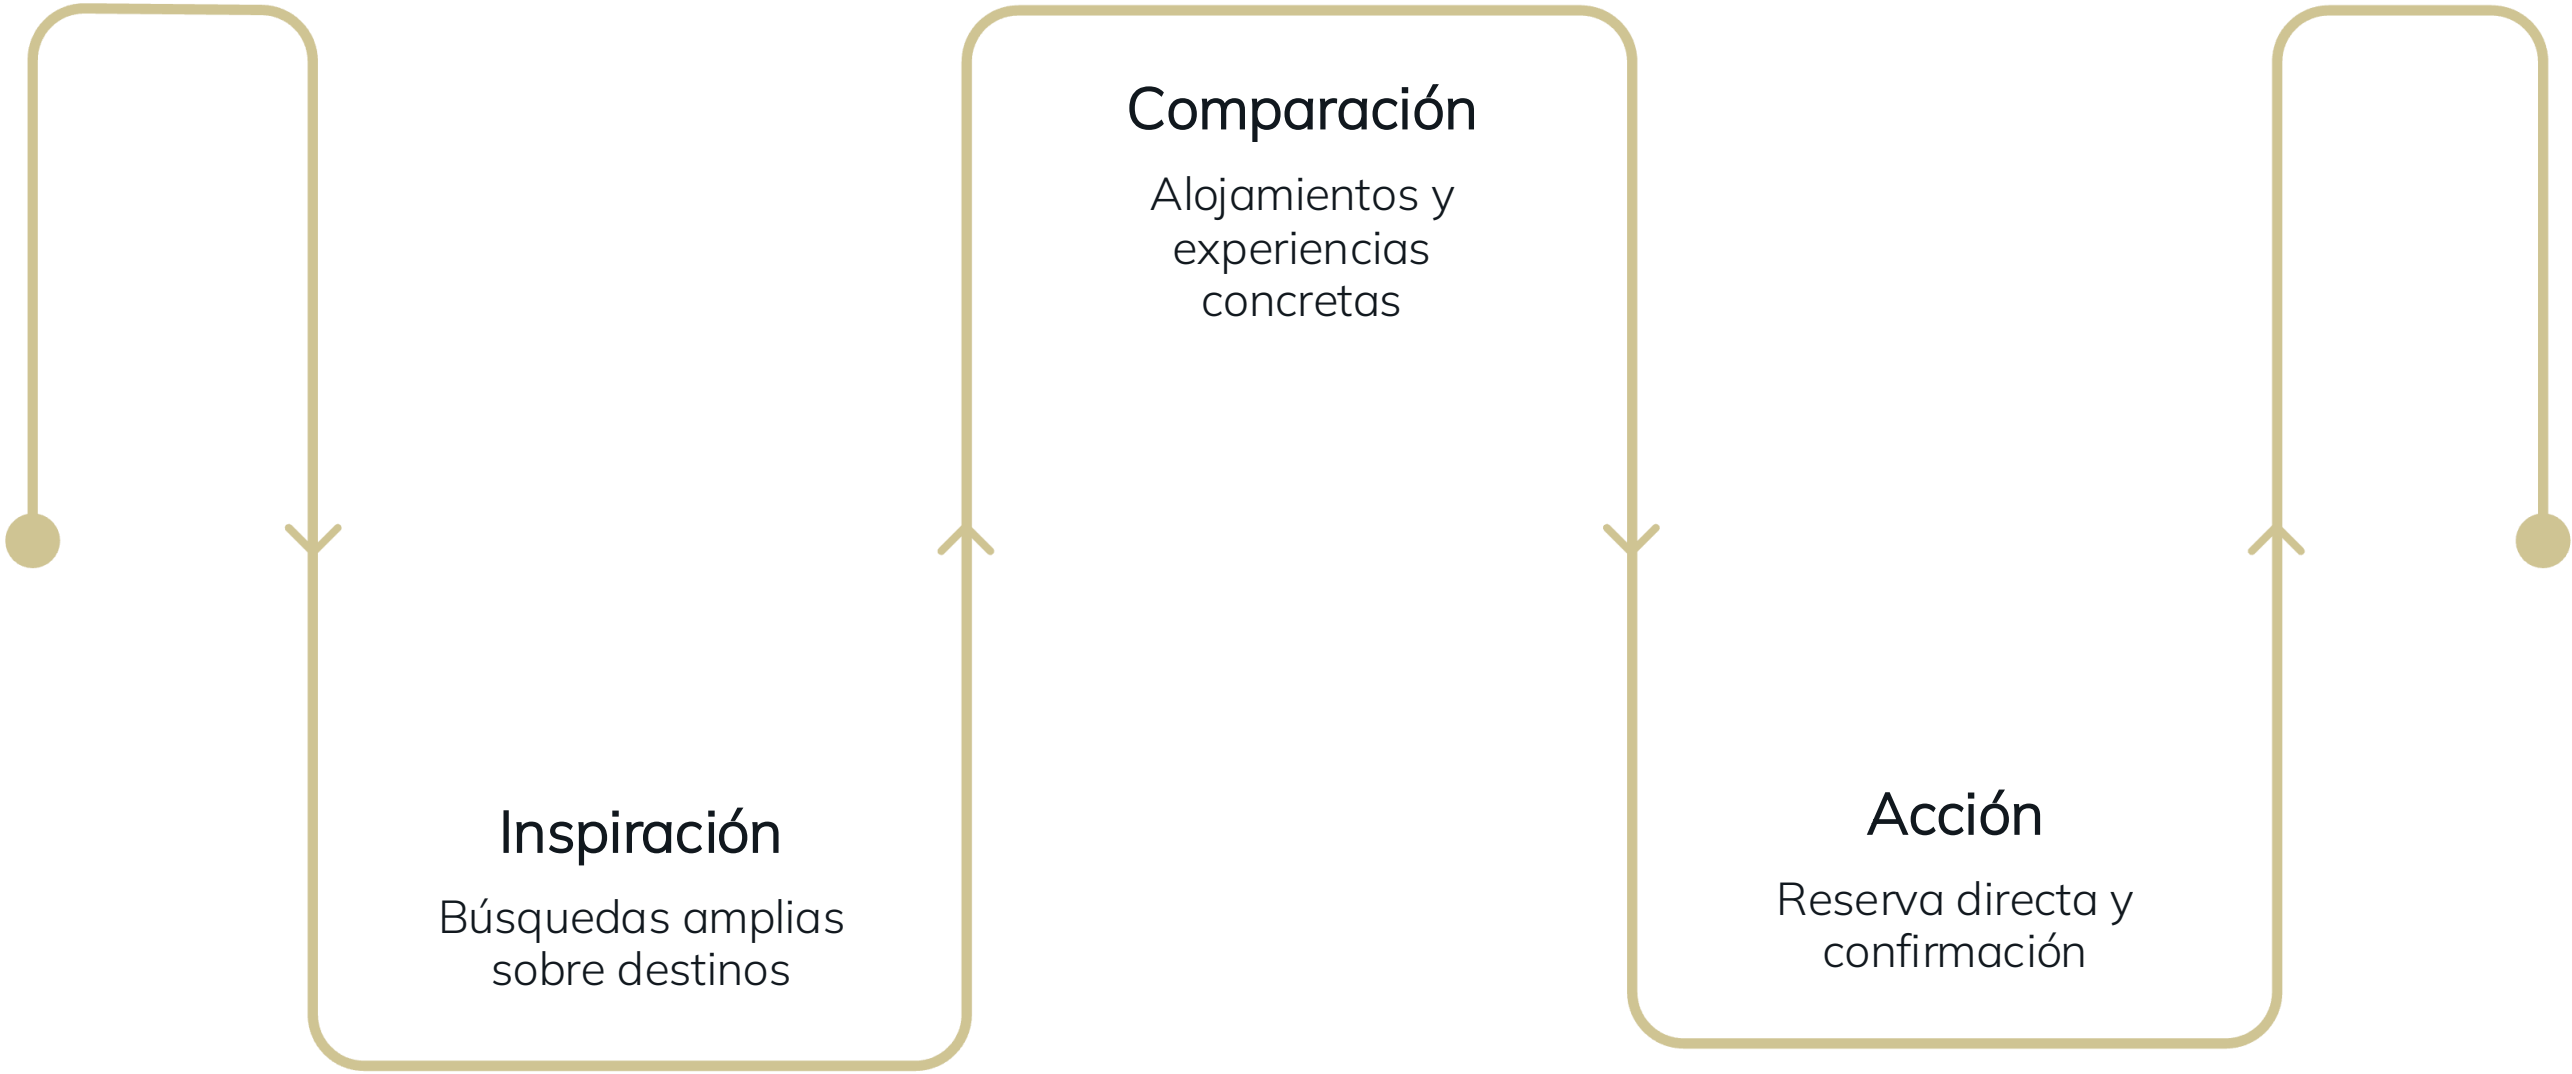 Inspiración
Búsquedas amplias
sobre destinos
Comparación
Alojamientos y
experiencias
concretas
Acción
Reserva directa y
confirmación